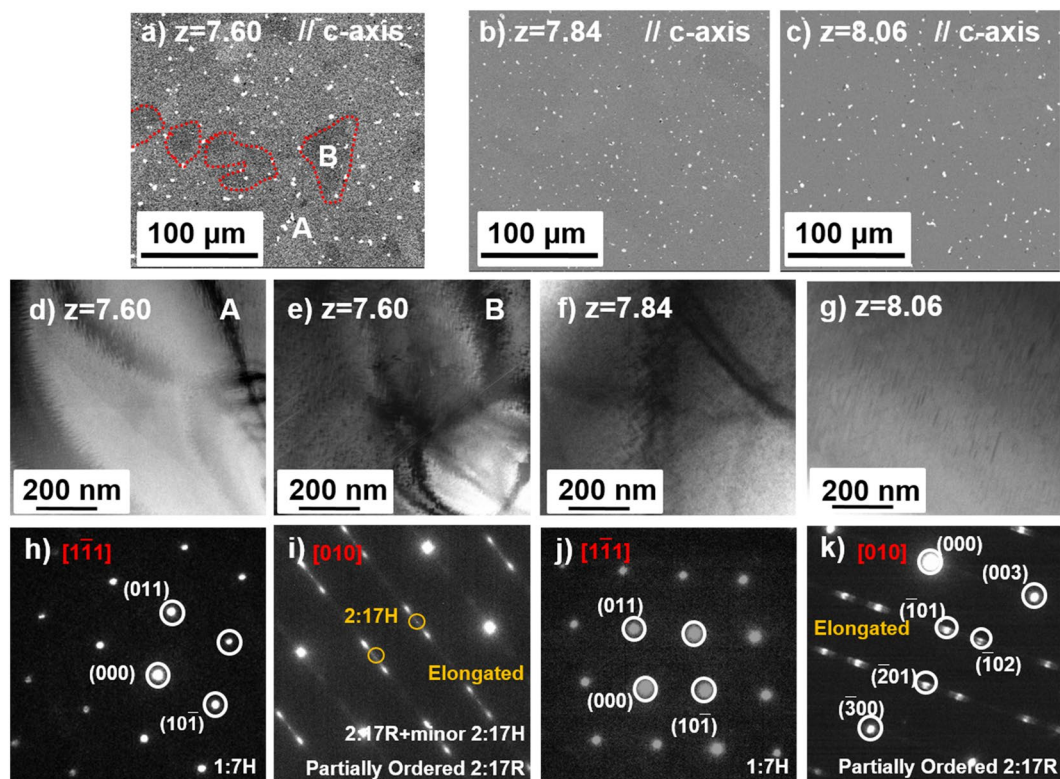 a) z=7.60 // c-axis
B
A
100 μm
b) z=7.84 // c-axis
100 μm
c) z=8.06 // c-axis
100 μm
d) z=7.60 A
200 nm
e) z=7.60 B
200 nm
f) z=7.84
200 nm
g) z=8.06
200 nm
h) [11̄1]
(011)
(000)
(101̄)
1:7H
i) [010]
2:17H
Elongated
2:17R+minor 2:17H
Partially Ordered 2:17R
j) [11̄1]
(011)
(000)
(101̄)
1:7H
k) [010]
(000)
(003)
(1̄01)
Elongated
(1̄02)
(2̄01)
(3̄00)
Partially Ordered 2:17R